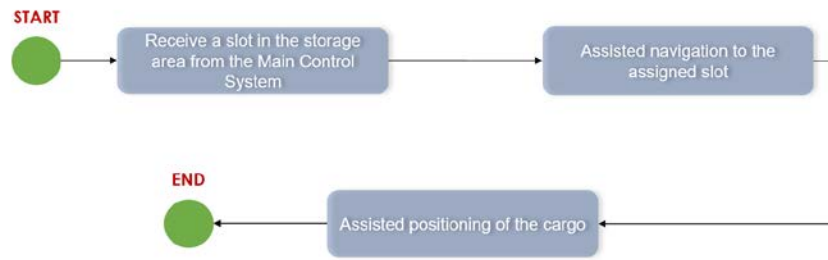 START
Receive a slot in the storage
area from the Main Control
System
Assisted navigation to the
assigned slot
END
Assisted positioning of the cargo